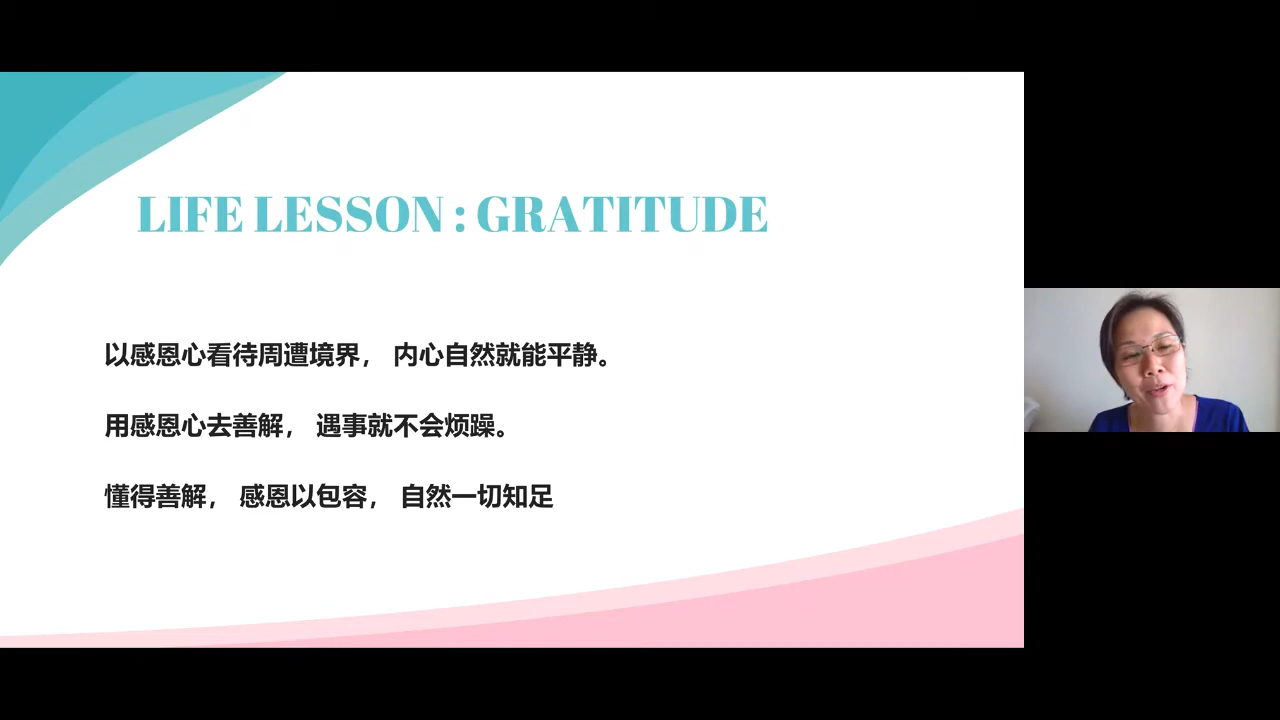 LIFE LESSON : GRATITUDE
以感恩心看待周遭境界， 内心自然就能平静。
用感恩心去善解， 遇事就不会烦躁。
懂得善解， 感恩以包容， 自然一切知足